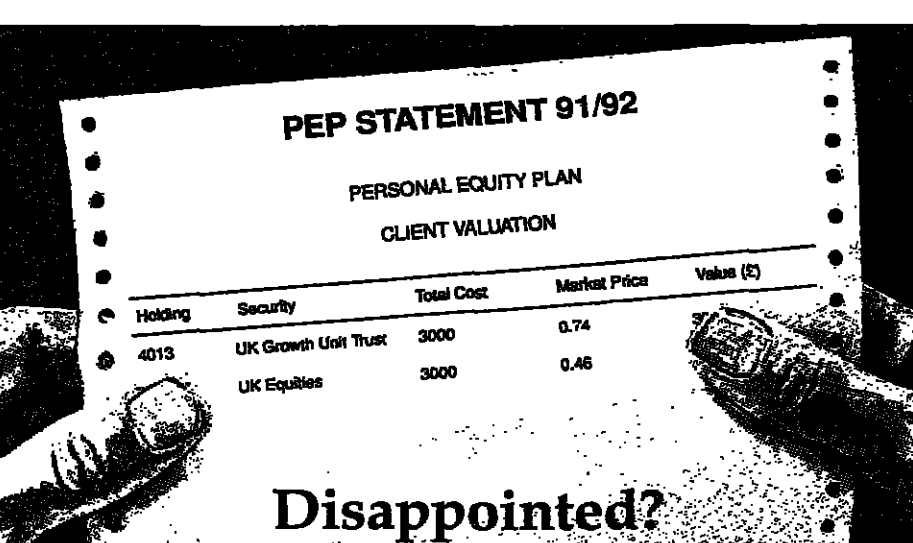 PEP STATEMENT 91/92
PERSONAL EQUITY PLAN
CLIENT VALUATION
Holding Security Total Cost Market Price Value (£)
4013 UK Growth Unit Trust 3000 0.74
UK Equities 3000 0.46
Disappointed?